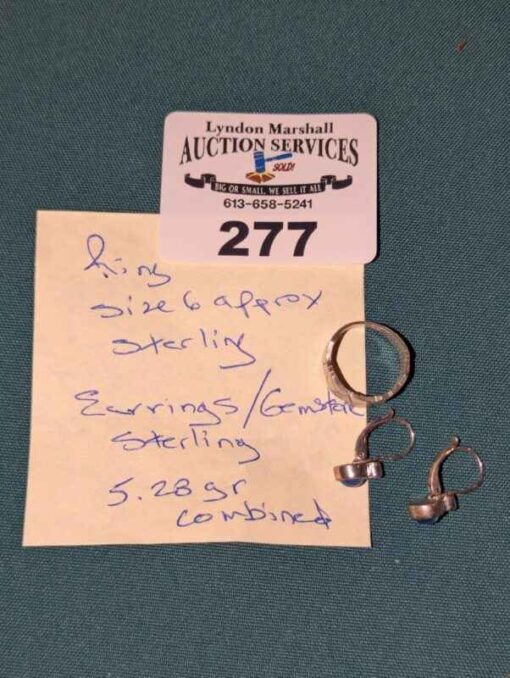 Lyndon Marshall
AUCTION SERVICES
SOLD!
BIG OR SMALL, WE SELL IT ALL
613-658-5241
277
Ring
size 6 approx
sterling
Earrings/Gemstone
Sterling
5.28 gr
combined